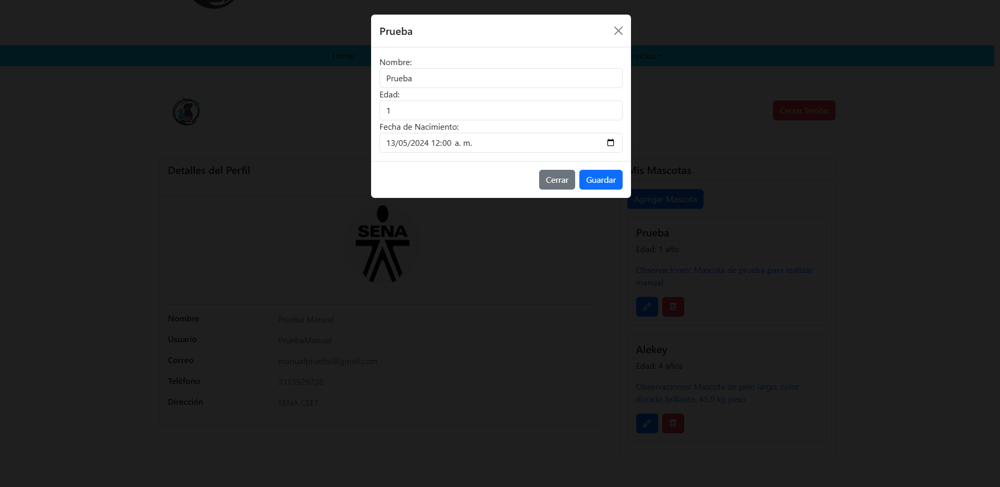 Prueba
Nombre:
Prueba
Edad:
1
Fecha de Nacimiento:
13/05/2024 12:00 a. m.
Cerrar
Guardar
Home
rvicios
Cerrar Sesión
Detalles del Perfil
SENA
Nombre
Prueba Manual
Usuario
PruebaManual
Correo
manualprueba@gmail.com
Teléfono
3115929738
Dirección
SENA CEET
Mis Mascotas
Agregar Mascota
Prueba
Edad: 1 año
Observaciones: Mascota de prueba para realizar
manual
Alekey
Edad: 4 años
Observaciones: Mascota de pelo largo, color
dorado brillante, 45.0 kg peso